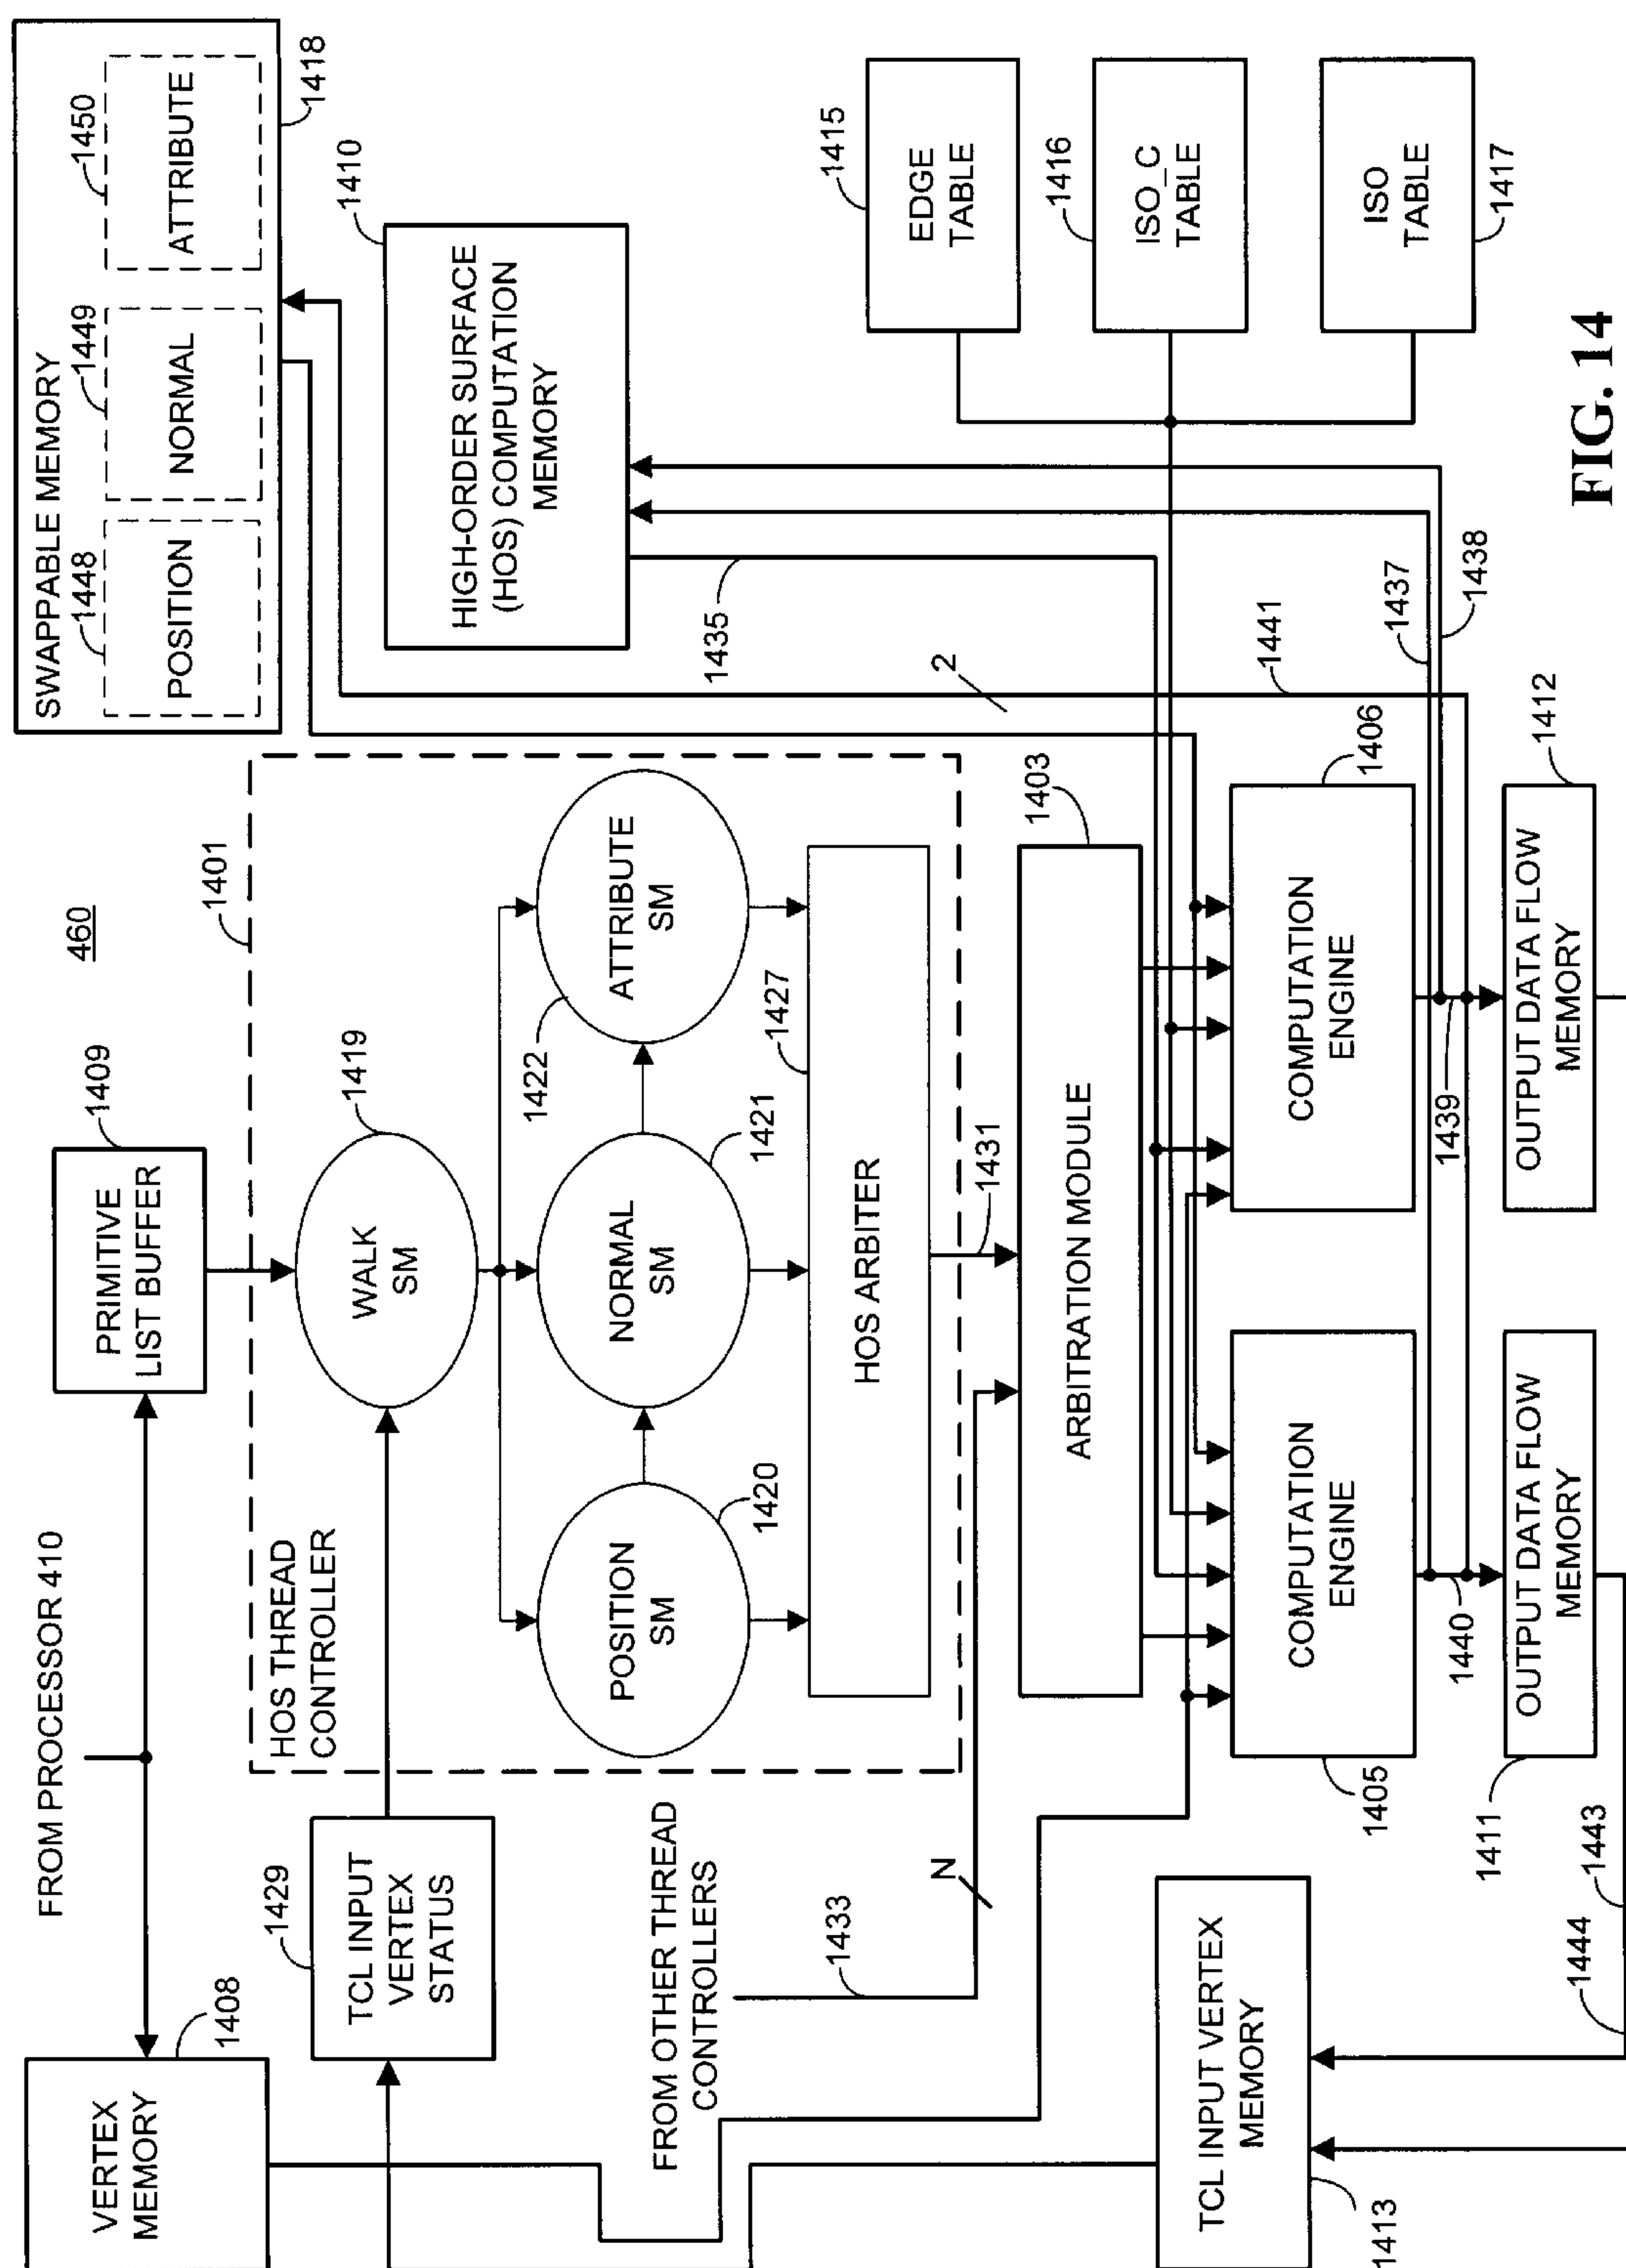 460
FROM PROCESSOR 410
VERTEX
MEMORY
1408
PRIMITIVE
LIST BUFFER
1409
SWAPPABLE MEMORY
1448
1449
1450
POSITION
NORMAL
ATTRIBUTE
1418
TCL INPUT
VERTEX
STATUS
1429
HOS THREAD
CONTROLLER
1401
WALK
SM
1419
POSITION
SM
1420
NORMAL
SM
1421
ATTRIBUTE
SM
1422
HOS ARBITER
1427
1431
HIGH-ORDER SURFACE
(HOS) COMPUTATION
MEMORY
1410
1435
FROM OTHER THREAD
CONTROLLERS
1433
N
ARBITRATION MODULE
1403
2
EDGE
TABLE
1415
ISO_C
TABLE
1416
ISO
TABLE
1417
TCL INPUT VERTEX
MEMORY
1413
COMPUTATION
ENGINE
1405
COMPUTATION
ENGINE
1406
1441
1437
1438
1440
1439
OUTPUT DATA FLOW
MEMORY
1411
OUTPUT DATA FLOW
MEMORY
1412
1444
1443
FIG. 14